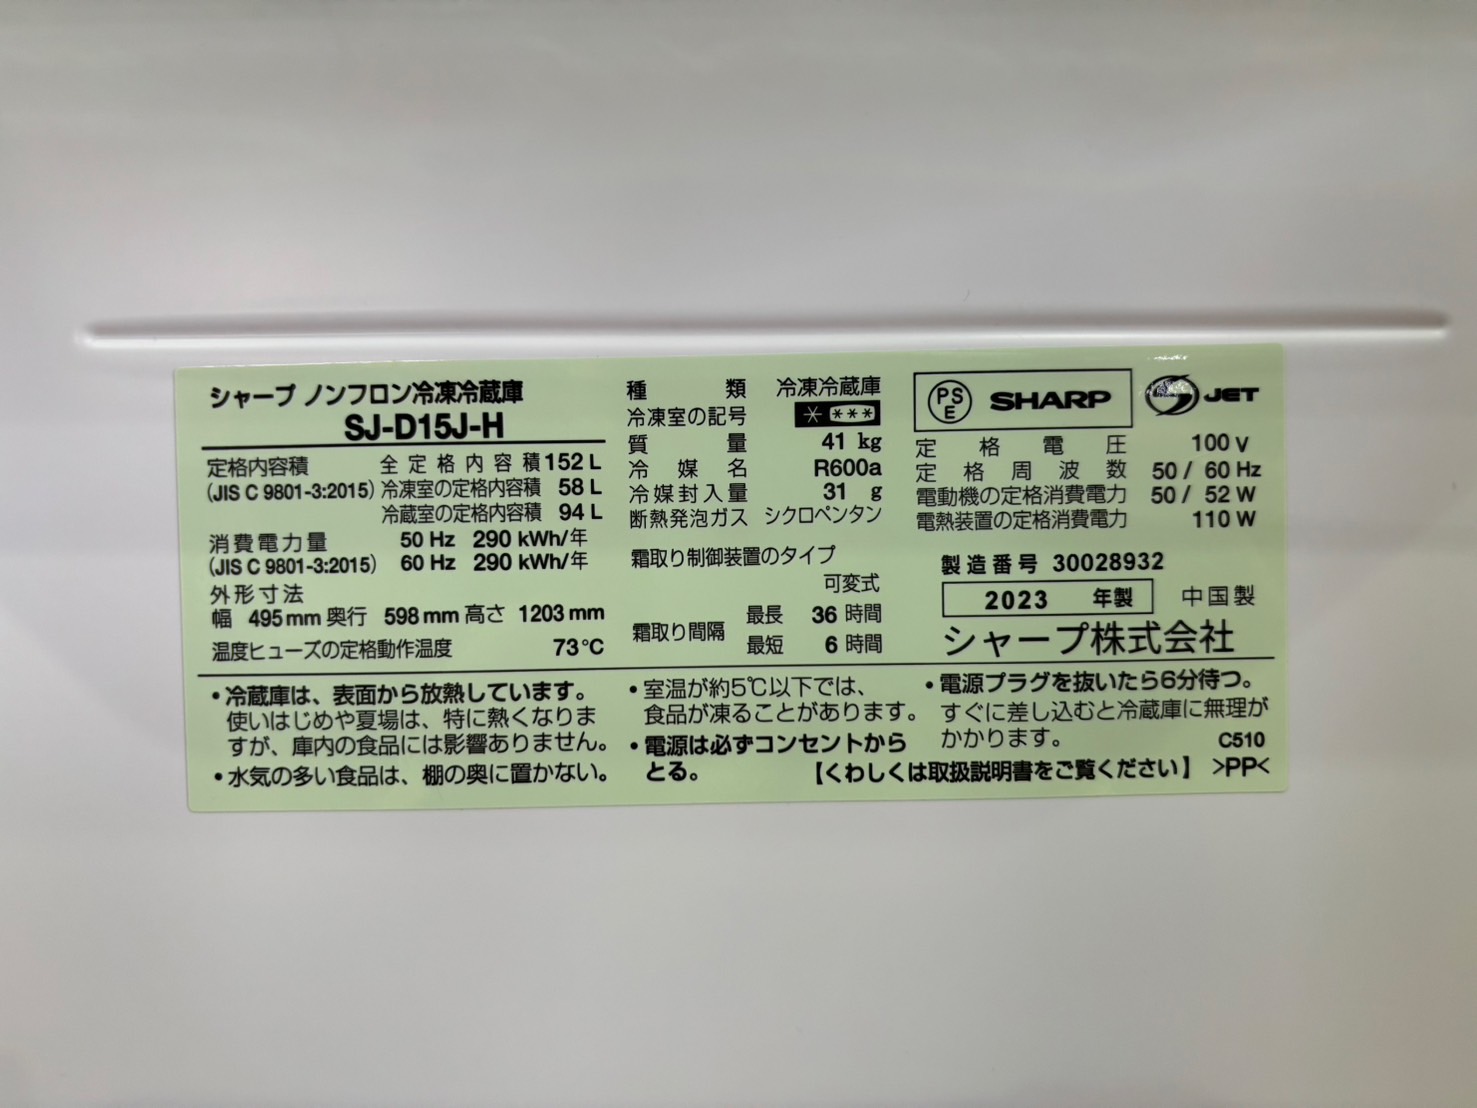 シャープ ノンフロン冷凍冷蔵庫
SJ-D15J-H
定格内容積 全定格内容積 152 L
(JIS C 9801-3:2015) 冷凍室の定格内容積 58 L
冷蔵室の定格内容積 94 L
消費電力量 50 Hz 290 kWh/年
(JIS C 9801-3:2015) 60 Hz 290 kWh/年
外形寸法
幅 495 mm 奥行 598 mm 高さ 1203 mm
温度ヒューズの定格動作温度 73℃
種類 冷凍冷蔵庫
冷凍室の記号 * ***
質量 41 kg
冷媒名 R600a
冷媒封入量 31 g
断熱発泡ガス シクロペンタン
霜取り制御装置のタイプ
可変式
霜取り間隔 最長 36 時間
最短 6 時間
PSE SHARP JET
定格電圧 100 V
定格周波数 50 / 60 Hz
電動機の定格消費電力 50 / 52 W
電熱装置の定格消費電力 110 W
製造番号 30028932
2023 年製 中国製
シャープ株式会社
・冷蔵庫は、表面から放熱しています。
使いはじめや夏場は、特に熱くなりま
すが、庫内の食品には影響ありません。
・水気の多い食品は、棚の奥に置かない。
・室温が約5℃以下では、
食品が凍ることがあります。
・電源は必ずコンセントから
とる。
・電源プラグを抜いたら6分待つ。
すぐに差し込むと冷蔵庫に無理が
かかります。
C510
【くわしくは取扱説明書をご覧ください】 >PP<